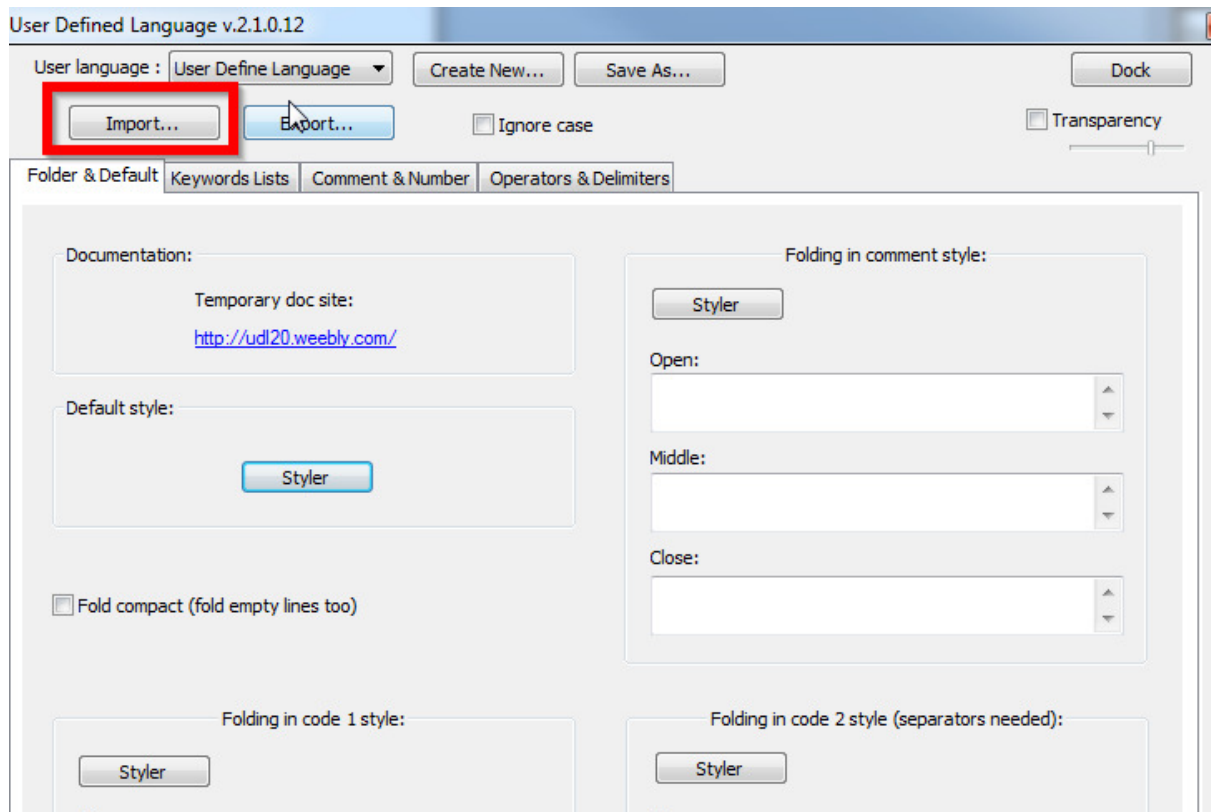 User Defined Language v.2.1.0.12
User language : User Define Language Create New... Save As... Dock
Import... Export... Ignore case Transparency
Folder & Default Keywords Lists Comment & Number Operators & Delimiters
Documentation:
Temporary doc site:
http://udl20.weebly.com/
Default style:
Styler
Fold compact (fold empty lines too)
Folding in comment style:
Styler
Open:
Middle:
Close:
Folding in code 1 style:
Styler
Folding in code 2 style (separators needed):
Styler